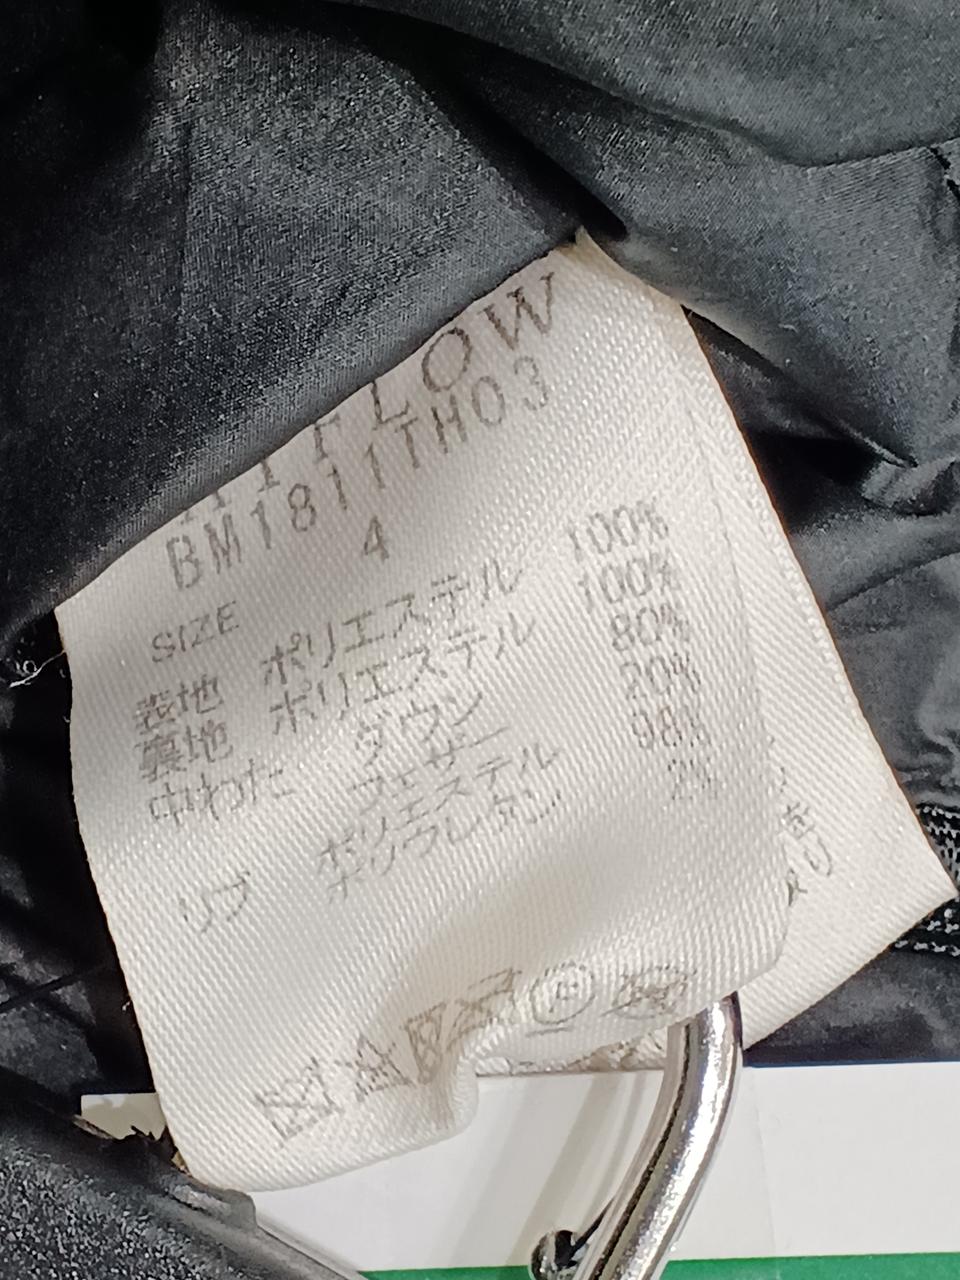 LOW
BM1811TH03
SIZE 4
表地 ポリエステル 100%
裏地 ポリエステル 100%
中わた ダウン 80%
フェザー 20%
リブ ポリエステル 98%
ポリウレタン 2%